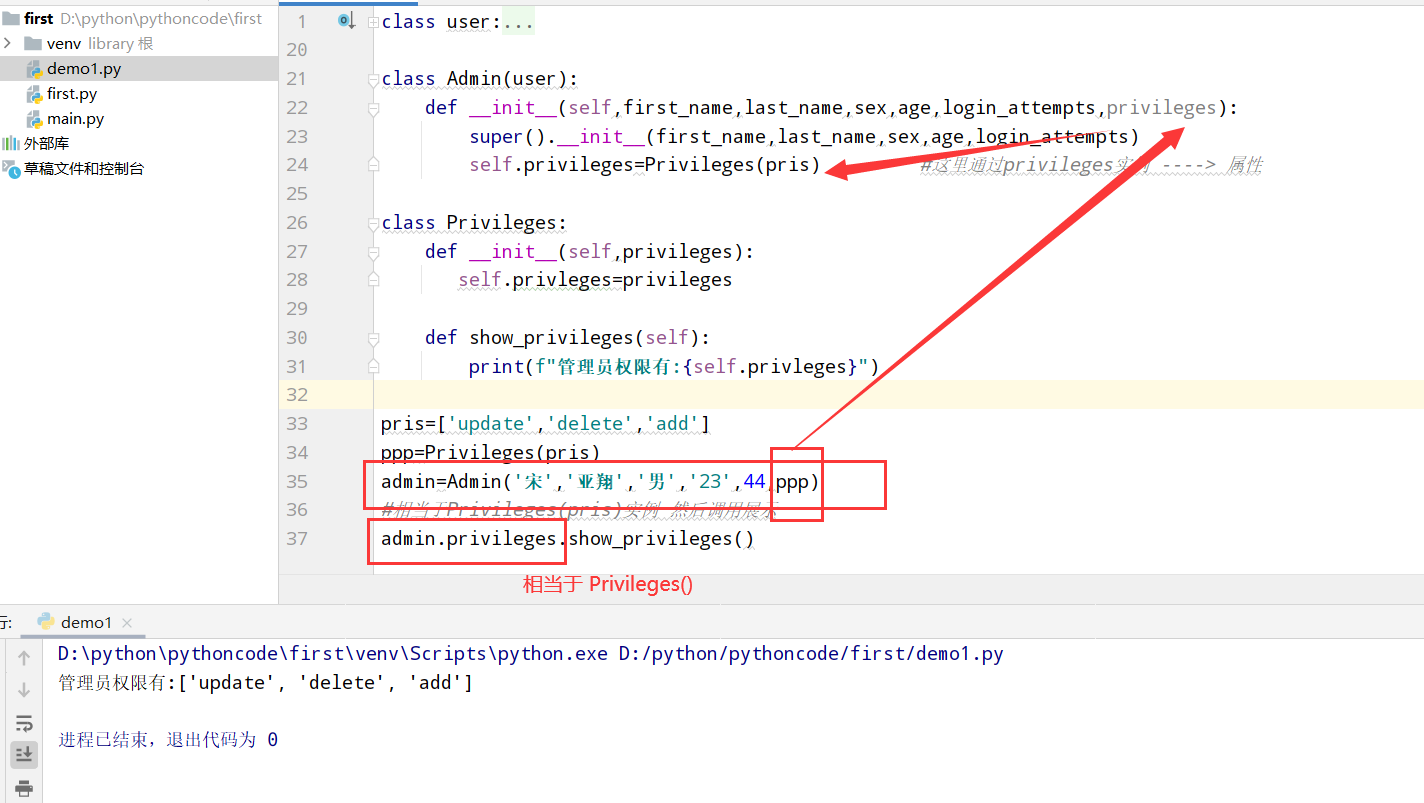 first D:\python\pythoncode\first
venv library 根
demo1.py
first.py
main.py
外部库
草稿文件和控制台
1 class user:...
20
21 class Admin(user):
22 def __init__(self,first_name,last_name,sex,age,login_attempts,privileges):
23 super().__init__(first_name,last_name,sex,age,login_attempts)
24 self.privileges=Privileges(pris) #这里通过privileges实例 ----> 属性
25
26 class Privileges:
27 def __init__(self,privileges):
28 self.privleges=privileges
29
30 def show_privileges(self):
31 print(f"管理员权限有:{self.privleges}")
32
33 pris=['update','delete','add']
34 ppp=Privileges(pris)
35 admin=Admin('宋','亚翔','男','23',44,ppp)
36 #相当于Privileges(pris)实例 然后调用展示
37 admin.privileges.show_privileges()
相当于 Privileges()
行: demo1
D:\python\pythoncode\first\venv\Scripts\python.exe D:/python/pythoncode/first/demo1.py
管理员权限有:['update', 'delete', 'add']
进程已结束，退出代码为 0